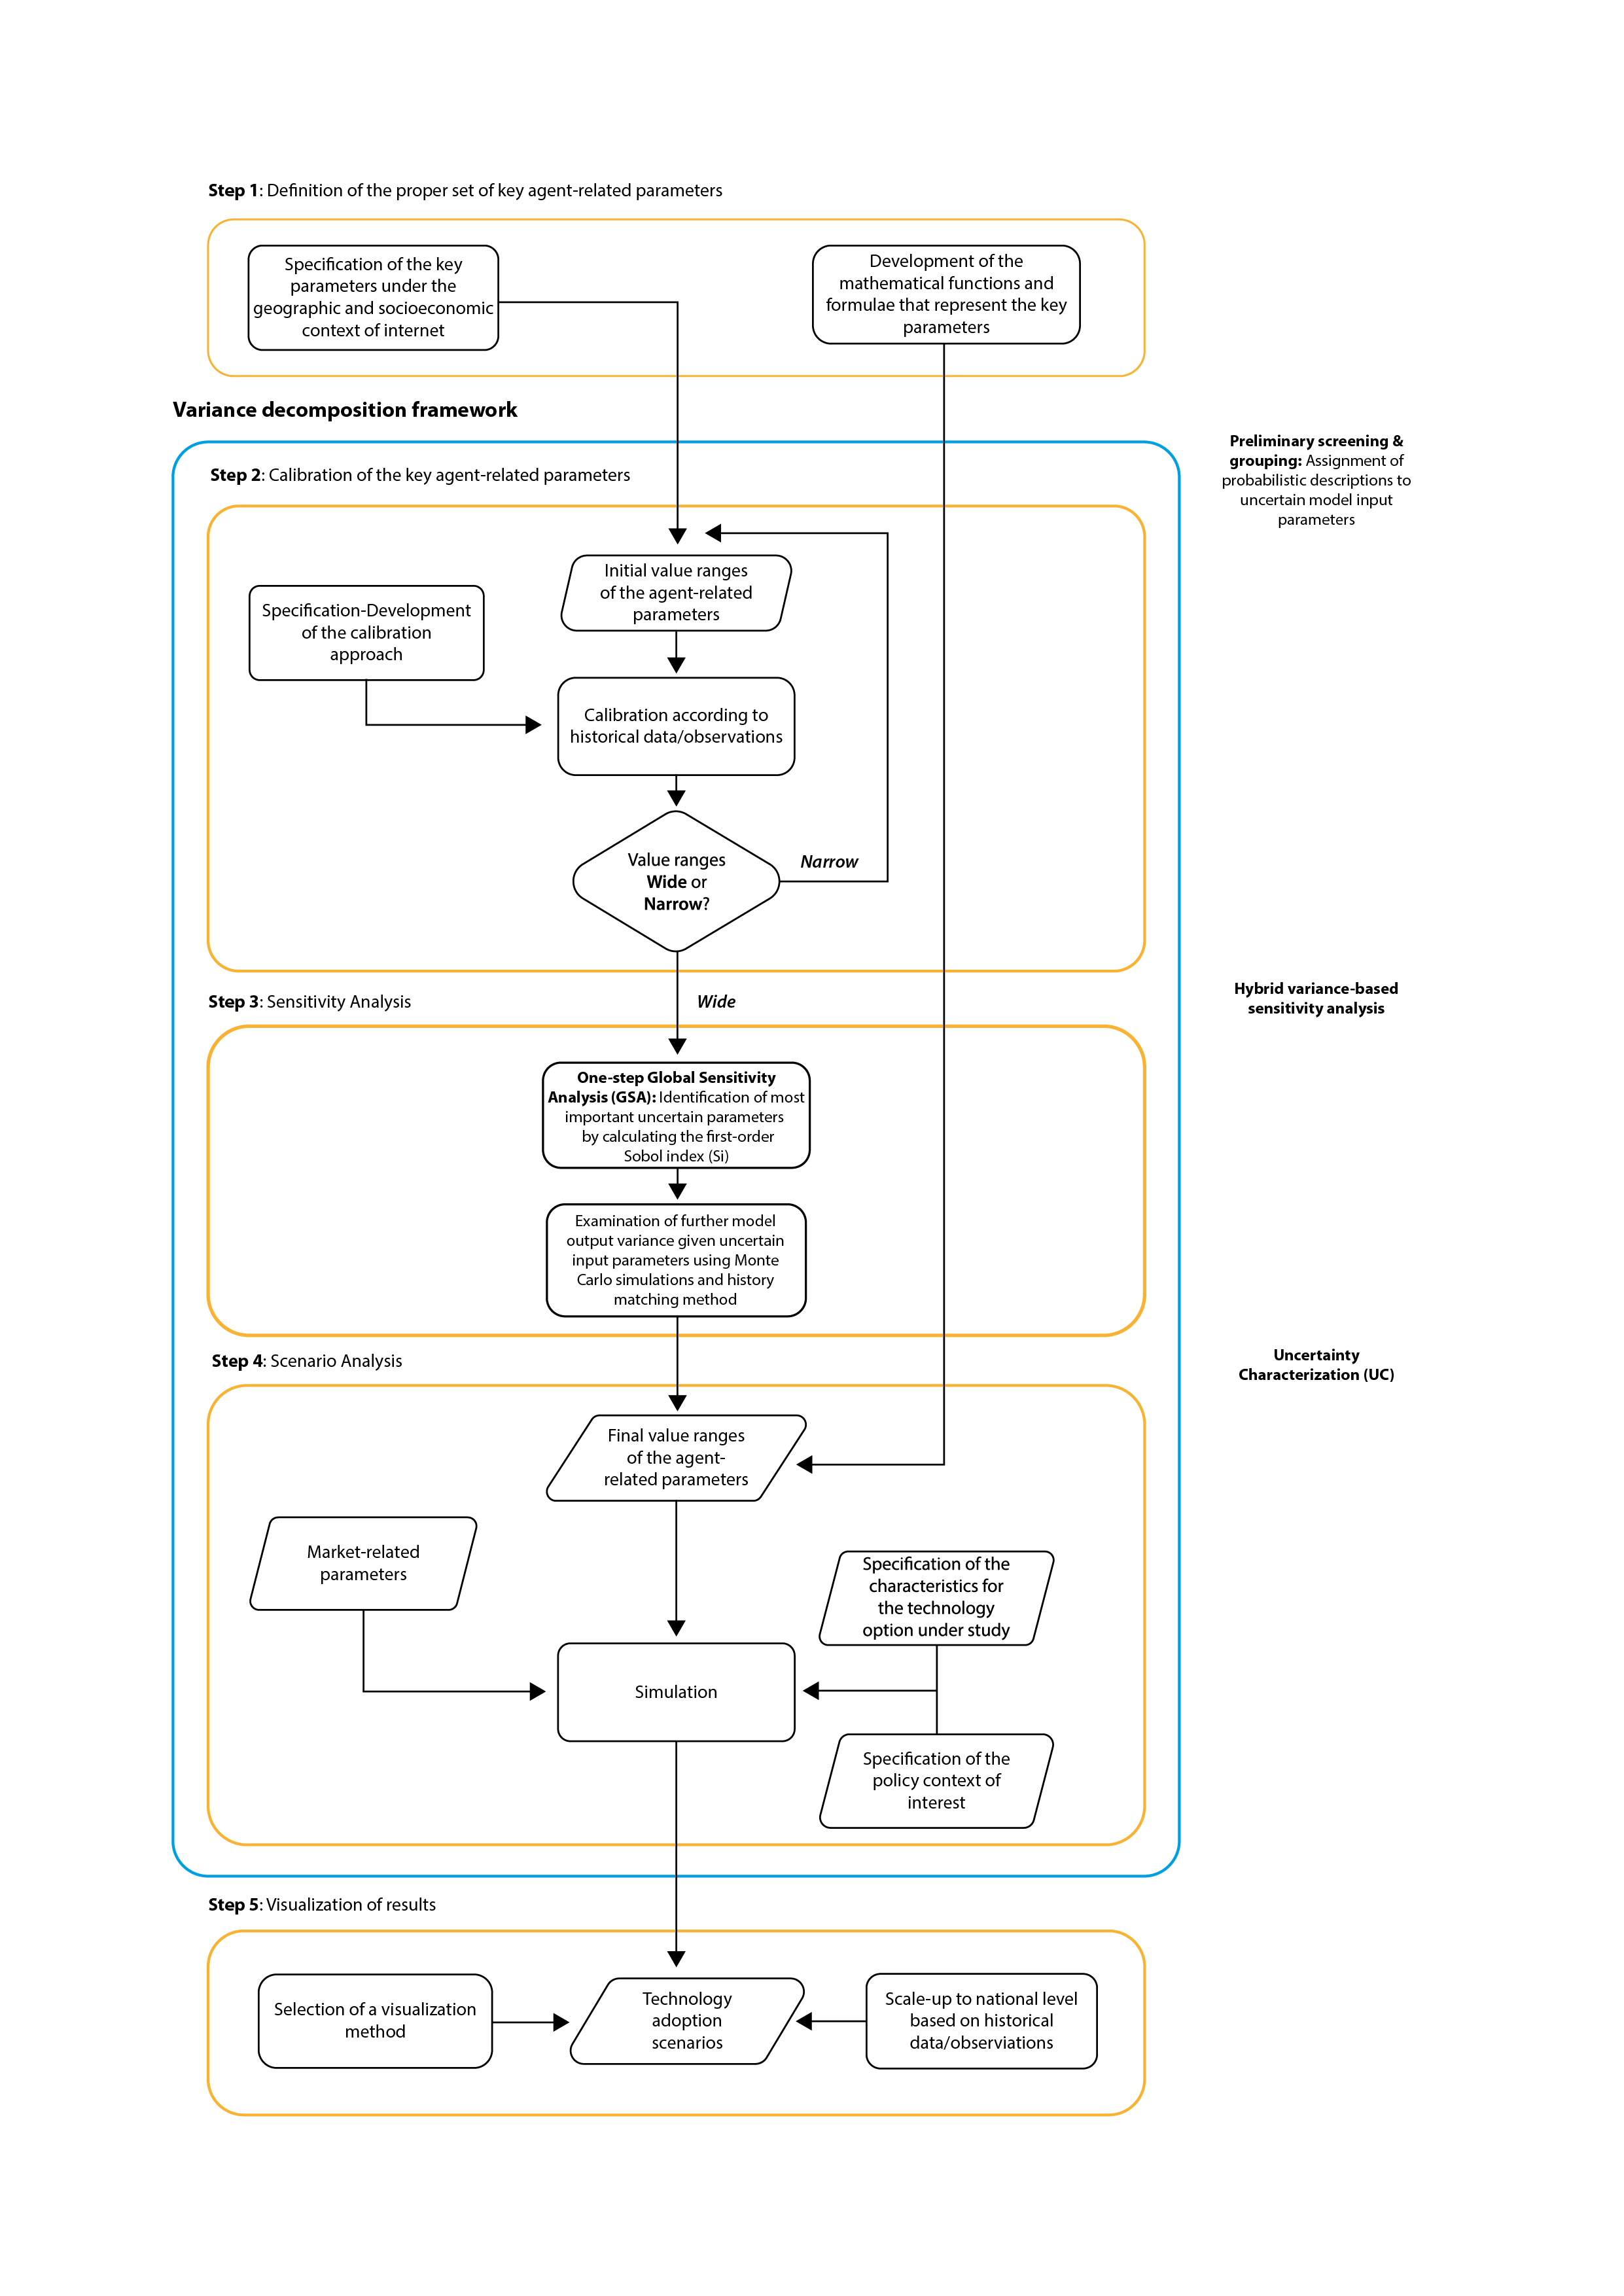 Step 1: Definition of the proper set of key agent-related parameters
Specification of the key
parameters under the
geographic and socioeconomic
context of internet
Development of the
mathematical functions and
formulae that represent the key
parameters
Variance decomposition framework
Preliminary screening &
grouping: Assignment of
probabilistic descriptions to
uncertain model input
parameters
Step 2: Calibration of the key agent-related parameters
Initial value ranges
of the agent-related
parameters
Specification-Development
of the calibration
approach
Calibration according to
historical data/observations
Value ranges
Wide or
Narrow?
Narrow
Wide
Step 3: Sensitivity Analysis
Hybrid variance-based
sensitivity analysis
One-step Global Sensitivity
Analysis (GSA): Identification of most
important uncertain parameters
by calculating the first-order
Sobol index (Si)
Examination of further model
output variance given uncertain
input parameters using Monte
Carlo simulations and history
matching method
Step 4: Scenario Analysis
Uncertainty
Characterization (UC)
Final value ranges
of the agent-
related parameters
Market-related
parameters
Specification of the
characteristics for
the technology
option under study
Simulation
Specification of the
policy context of
interest
Step 5: Visualization of results
Selection of a visualization
method
Technology
adoption
scenarios
Scale-up to national level
based on historical
data/observiations